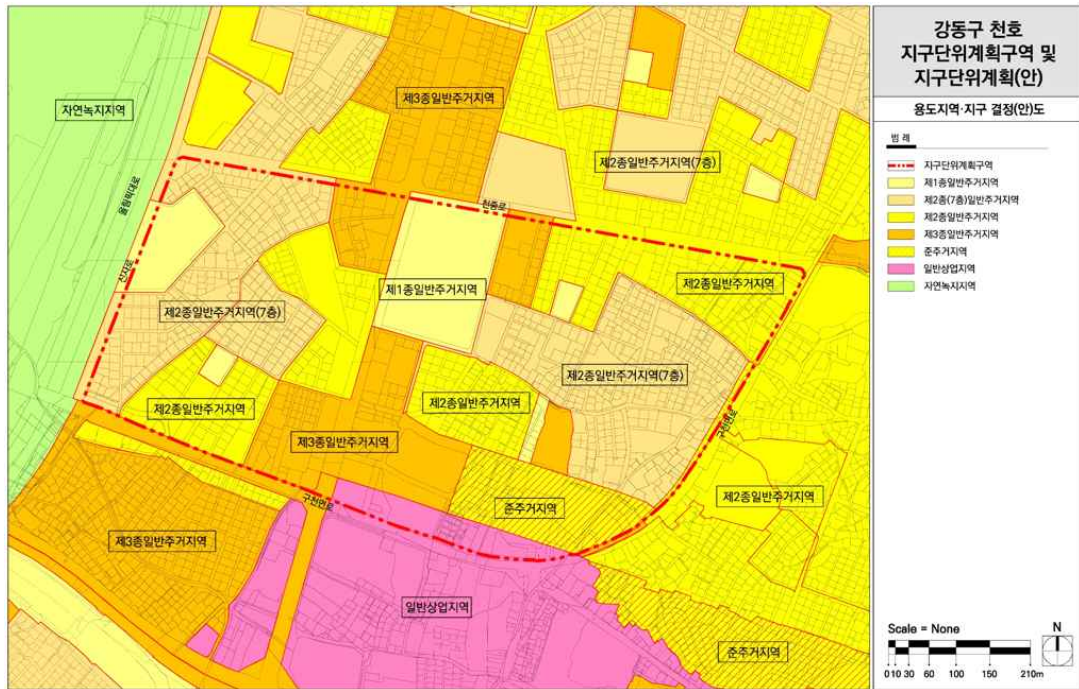 강동구 천호
지구단위계획구역 및
지구단위계획(안)
용도지역·지구 결정(안)도
범 례
지구단위계획구역
제1종일반주거지역
제2종(7층)일반주거지역
제2종일반주거지역
제3종일반주거지역
준주거지역
일반상업지역
자연녹지지역
Scale = None
N
0 10 30 60 100 150 210m
자연녹지지역
제3종일반주거지역
제2종일반주거지역(7층)
올림픽대로
천중로
선사로
제1종일반주거지역
제2종일반주거지역
제2종일반주거지역(7층)
제2종일반주거지역(7층)
제2종일반주거지역
제2종일반주거지역
제3종일반주거지역
구천면로
제2종일반주거지역
구천면로
준주거지역
제3종일반주거지역
일반상업지역
준주거지역